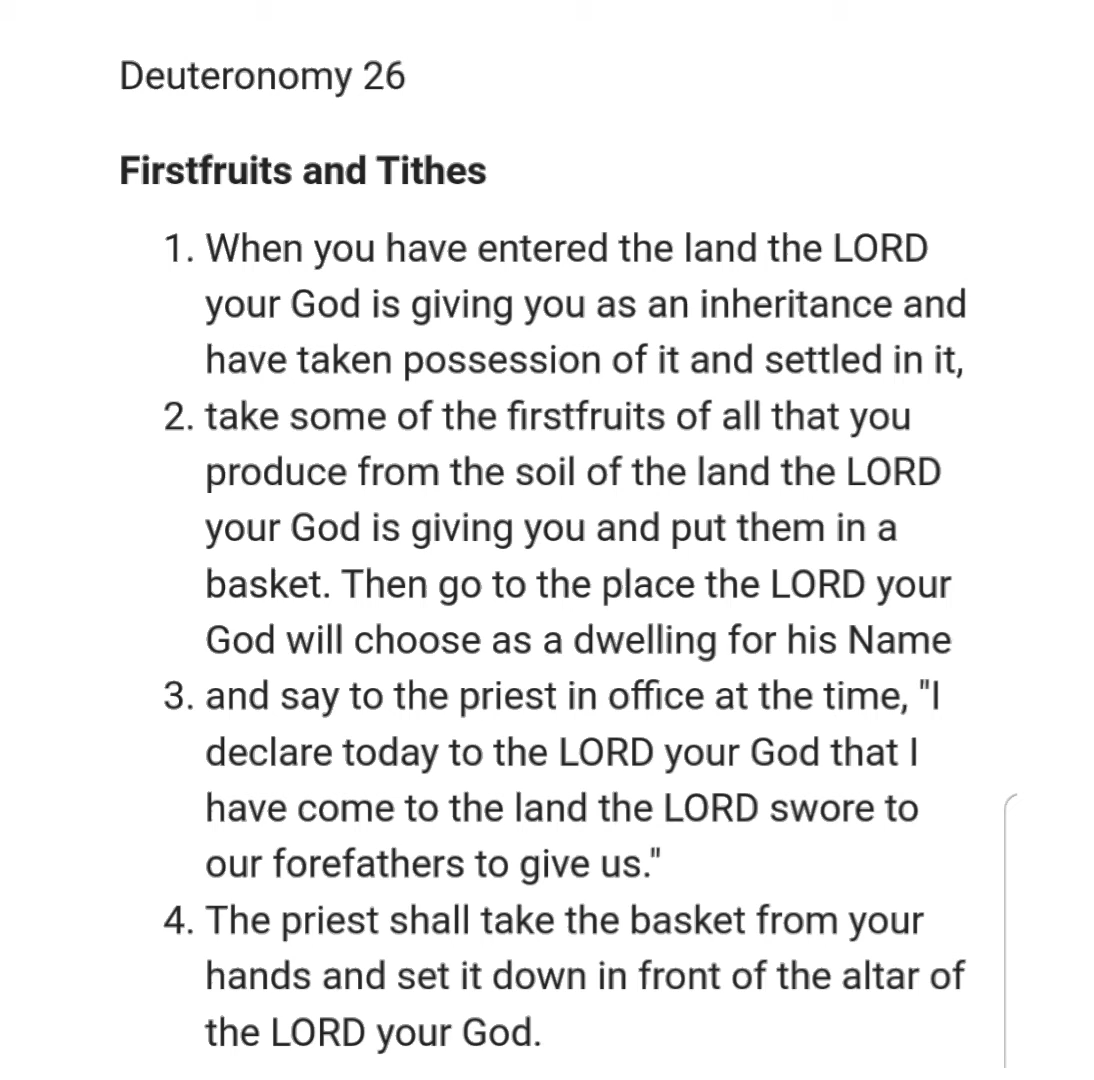 Deuteronomy 26
Firstfruits and Tithes
1. When you have entered the land the LORD
your God is giving you as an inheritance and
have taken possession of it and settled in it,
2. take some of the firstfruits of all that you
produce from the soil of the land the LORD
your God is giving you and put them in a
basket. Then go to the place the LORD your
God will choose as a dwelling for his Name
3. and say to the priest in office at the time, "I
declare today to the LORD your God that I
have come to the land the LORD swore to
our forefathers to give us."
4. The priest shall take the basket from your
hands and set it down in front of the altar of
the LORD your God.